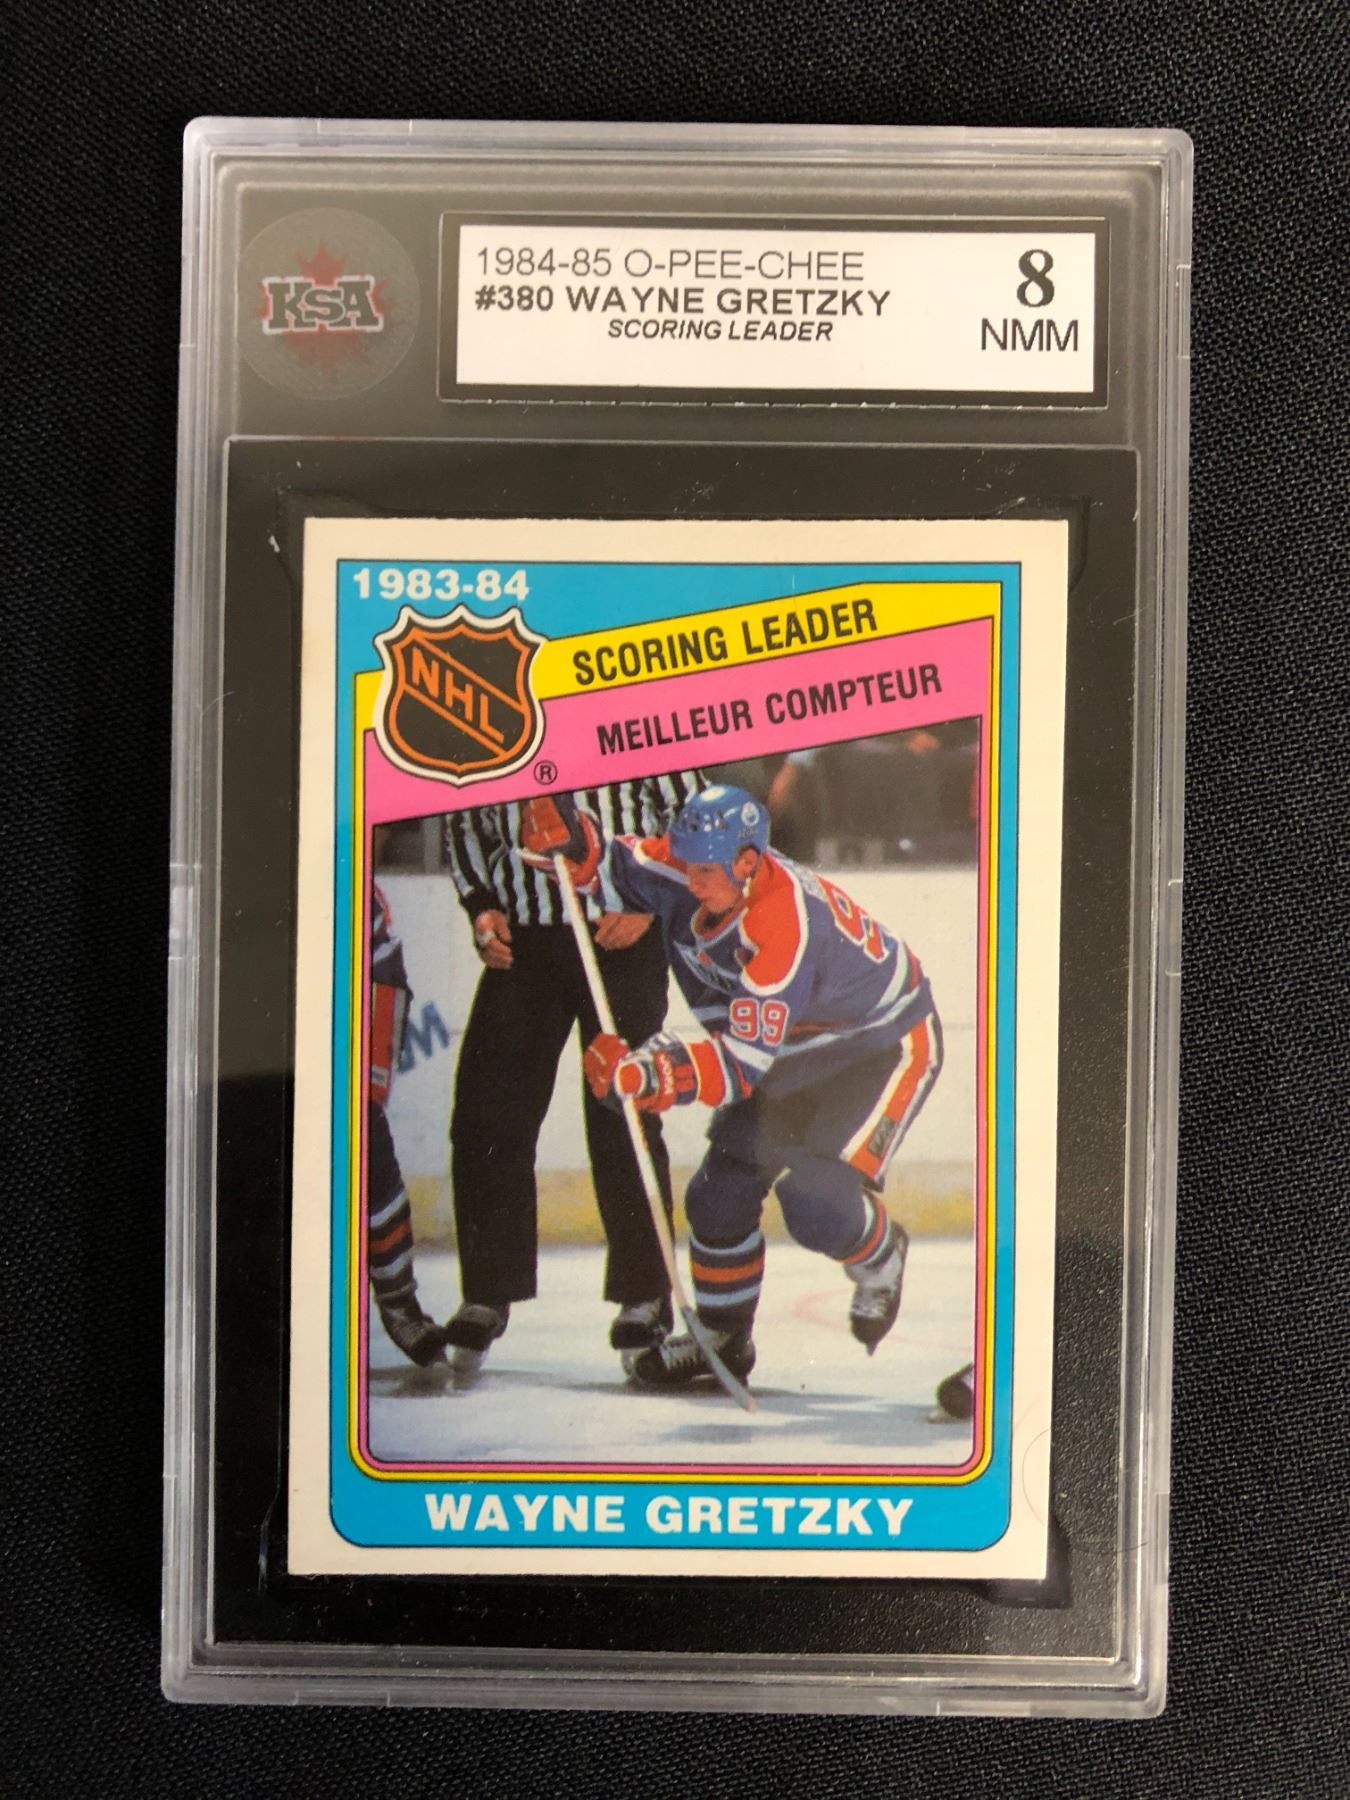 KSA
1984-85 O-PEE-CHEE
#380 WAYNE GRETZKY
SCORING LEADER
8
NMM
1983-84
NHL
®
SCORING LEADER
MEILLEUR COMPTEUR
99
99
M
WAYNE GRETZKY